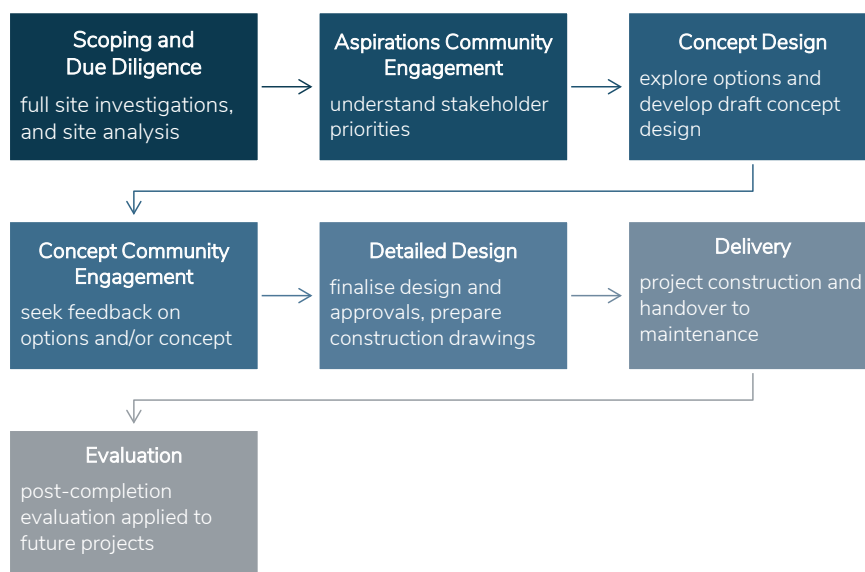 Scoping and
Due Diligence
full site investigations,
and site analysis
Aspirations Community
Engagement
understand stakeholder
priorities
Concept Design
explore options and
develop draft concept
design
Concept Community
Engagement
seek feedback on
options and/or concept
Detailed Design
finalise design and
approvals, prepare
construction drawings
Delivery
project construction and
handover to
maintenance
Evaluation
post-completion
evaluation applied to
future projects